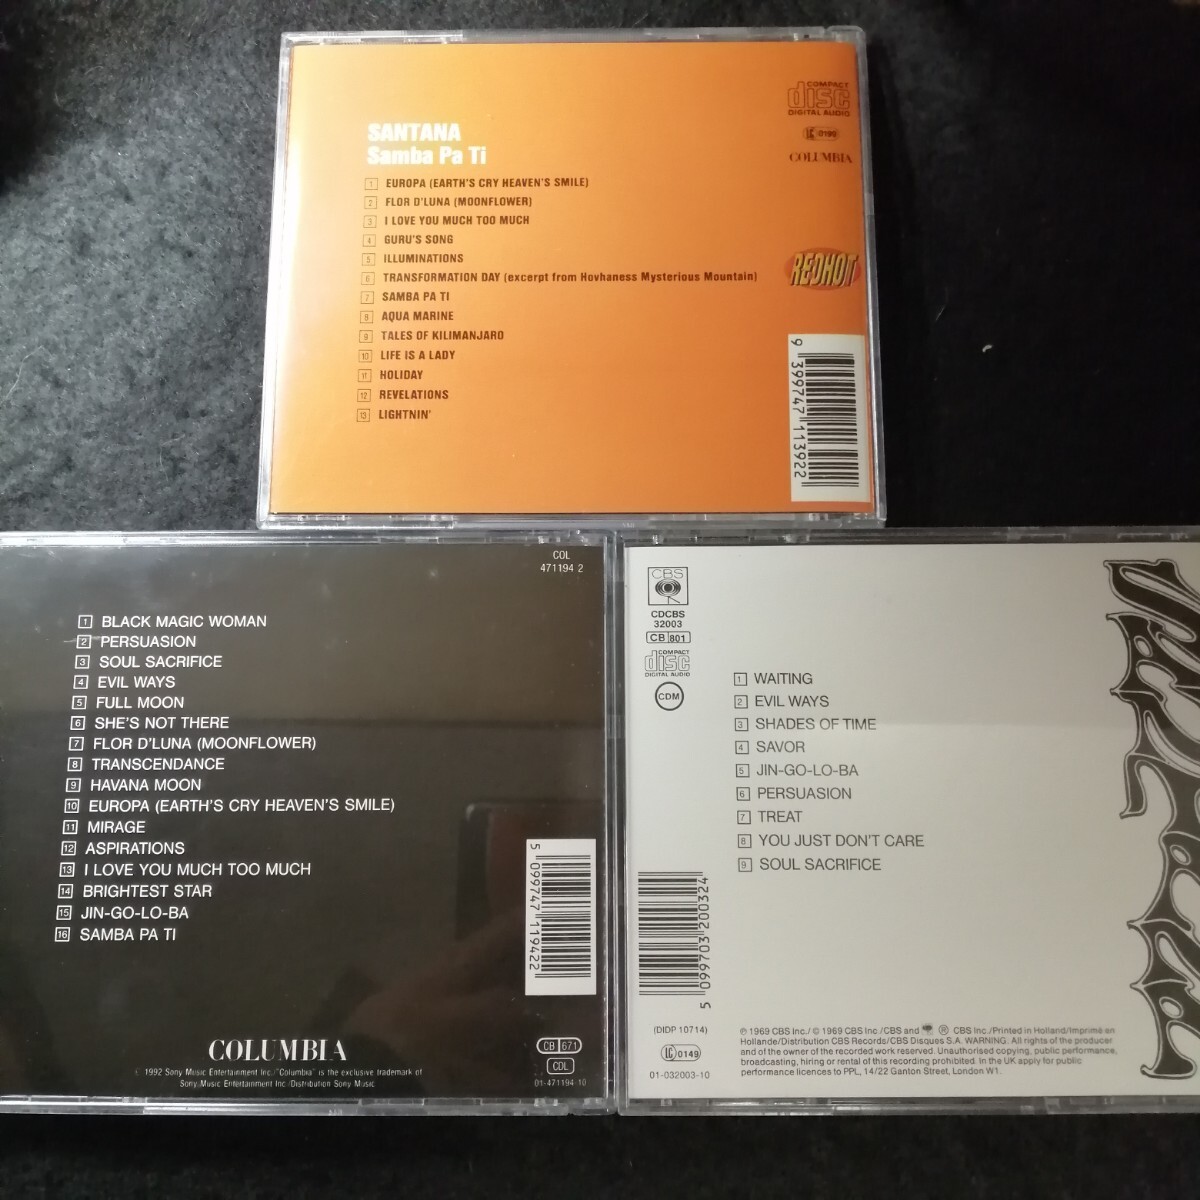 SANTANA
Samba Pa Ti
1 EUROPA (EARTH'S CRY HEAVEN'S SMILE)
2 FLOR D'LUNA (MOONFLOWER)
3 I LOVE YOU MUCH TOO MUCH
4 GURU'S SONG
5 ILLUMINATIONS
6 TRANSFORMATION DAY (excerpt from Hovhaness Mysterious Mountain)
7 SAMBA PA TI
8 AQUA MARINE
9 TALES OF KILIMANJARO
10 LIFE IS A LADY
11 HOLIDAY
12 REVELATIONS
13 LIGHTNIN'
COMPACT
disc
DIGITAL AUDIO
COLUMBIA
REDHOT
9 399747 113922
COL
471194 2
1 BLACK MAGIC WOMAN
2 PERSUASION
3 SOUL SACRIFICE
4 EVIL WAYS
5 FULL MOON
6 SHE'S NOT THERE
7 FLOR D'LUNA (MOONFLOWER)
8 TRANSCENDANCE
9 HAVANA MOON
10 EUROPA (EARTH'S CRY HEAVEN'S SMILE)
11 MIRAGE
12 ASPIRATIONS
13 I LOVE YOU MUCH TOO MUCH
14 BRIGHTEST STAR
15 JIN-GO-LO-BA
16 SAMBA PA TI
5 099747 119422
COLUMBIA
© 1992 Sony Music Entertainment Inc./"Columbia" is the exclusive trademark of
Sony Music Entertainment Inc./Distribution Sony Music
CB 671
CDL
01-471194-10
CBS
CDCBS
32003
CB 801
COMPACT
disc
DIGITAL AUDIO
CDM
1 WAITING
2 EVIL WAYS
3 SHADES OF TIME
4 SAVOR
5 JIN-GO-LO-BA
6 PERSUASION
7 TREAT
8 YOU JUST DON'T CARE
9 SOUL SACRIFICE
Santana
5 099703 200324
(DIDP 10714)
LC 0149
01-032003-10
℗ 1969 CBS Inc./© 1969 CBS Inc./CBS and ® CBS Inc./Printed in Holland/Imprimé en
Hollande/Distribution CBS Records/CBS Disques S.A. WARNING. All rights of the producer
and of the owner of the recorded work reserved. Unauthorised copying, public performance,
broadcasting, hiring or rental of this recording prohibited. In the UK apply for public
performance licences to PPL, 14/22 Ganton Street, London W1.